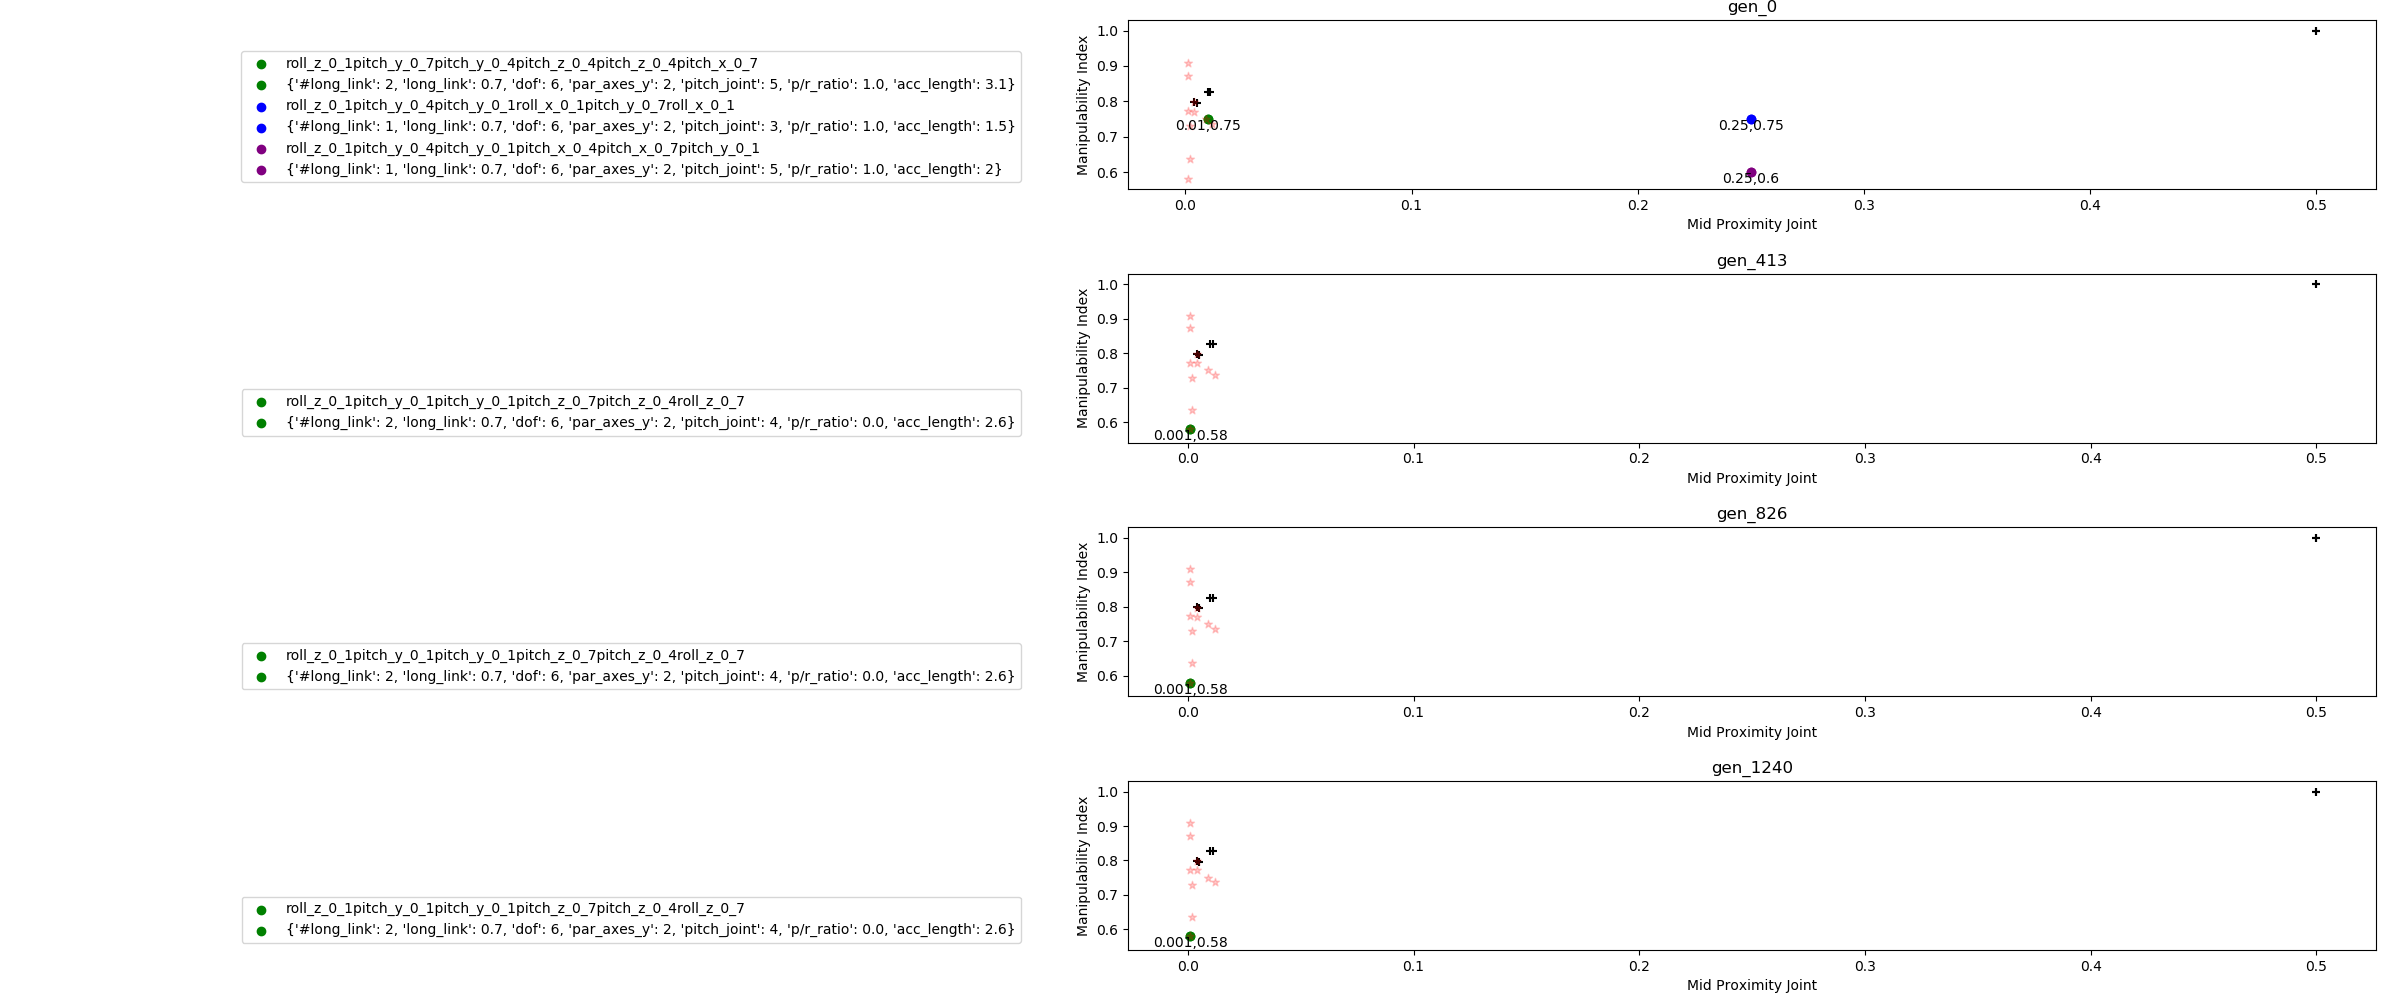 roll_z_0_1pitch_y_0_7pitch_y_0_4pitch_z_0_4pitch_z_0_4pitch_x_0_7
{'#long_link': 2, 'long_link': 0.7, 'dof': 6, 'par_axes_y': 2, 'pitch_joint': 5, 'p/r_ratio': 1.0, 'acc_length': 3.1}
roll_z_0_1pitch_y_0_4pitch_y_0_1roll_x_0_1pitch_y_0_7roll_x_0_1
{'#long_link': 1, 'long_link': 0.7, 'dof': 6, 'par_axes_y': 2, 'pitch_joint': 3, 'p/r_ratio': 1.0, 'acc_length': 1.5}
roll_z_0_1pitch_y_0_4pitch_y_0_1pitch_x_0_4pitch_x_0_7pitch_y_0_1
{'#long_link': 1, 'long_link': 0.7, 'dof': 6, 'par_axes_y': 2, 'pitch_joint': 5, 'p/r_ratio': 1.0, 'acc_length': 2}
gen_0
Manipulability Index
1.0
0.9
0.8
0.7
0.6
0.01,0.75
0.25,0.75
0.25,0.6
0.0 0.1 0.2 0.3 0.4 0.5
Mid Proximity Joint
roll_z_0_1pitch_y_0_1pitch_y_0_1pitch_z_0_7pitch_z_0_4roll_z_0_7
{'#long_link': 2, 'long_link': 0.7, 'dof': 6, 'par_axes_y': 2, 'pitch_joint': 4, 'p/r_ratio': 0.0, 'acc_length': 2.6}
gen_413
Manipulability Index
1.0
0.9
0.8
0.7
0.6
0.001,0.58
0.0 0.1 0.2 0.3 0.4 0.5
Mid Proximity Joint
roll_z_0_1pitch_y_0_1pitch_y_0_1pitch_z_0_7pitch_z_0_4roll_z_0_7
{'#long_link': 2, 'long_link': 0.7, 'dof': 6, 'par_axes_y': 2, 'pitch_joint': 4, 'p/r_ratio': 0.0, 'acc_length': 2.6}
gen_826
Manipulability Index
1.0
0.9
0.8
0.7
0.6
0.001,0.58
0.0 0.1 0.2 0.3 0.4 0.5
Mid Proximity Joint
roll_z_0_1pitch_y_0_1pitch_y_0_1pitch_z_0_7pitch_z_0_4roll_z_0_7
{'#long_link': 2, 'long_link': 0.7, 'dof': 6, 'par_axes_y': 2, 'pitch_joint': 4, 'p/r_ratio': 0.0, 'acc_length': 2.6}
gen_1240
Manipulability Index
1.0
0.9
0.8
0.7
0.6
0.001,0.58
0.0 0.1 0.2 0.3 0.4 0.5
Mid Proximity Joint